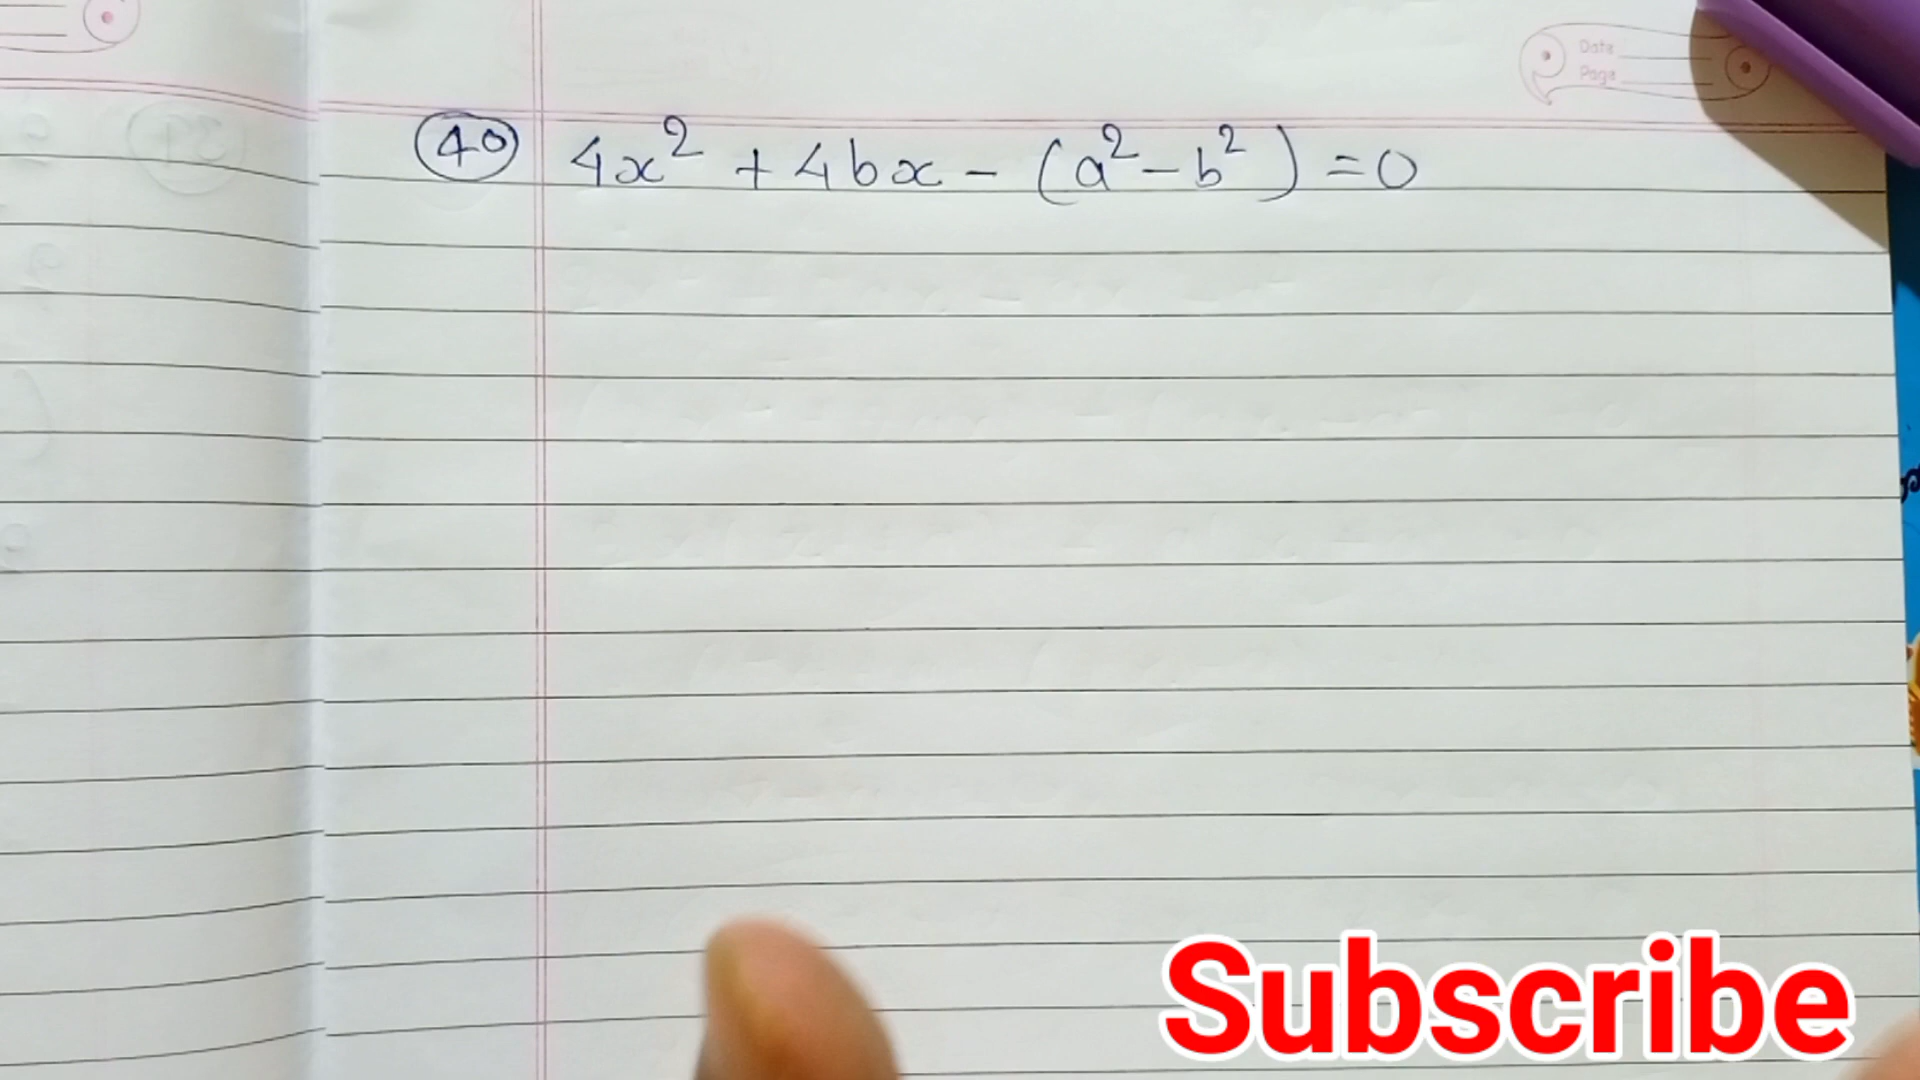 Date
Page
40 4x² + 4bx - (a² - b²) = 0
Subscribe